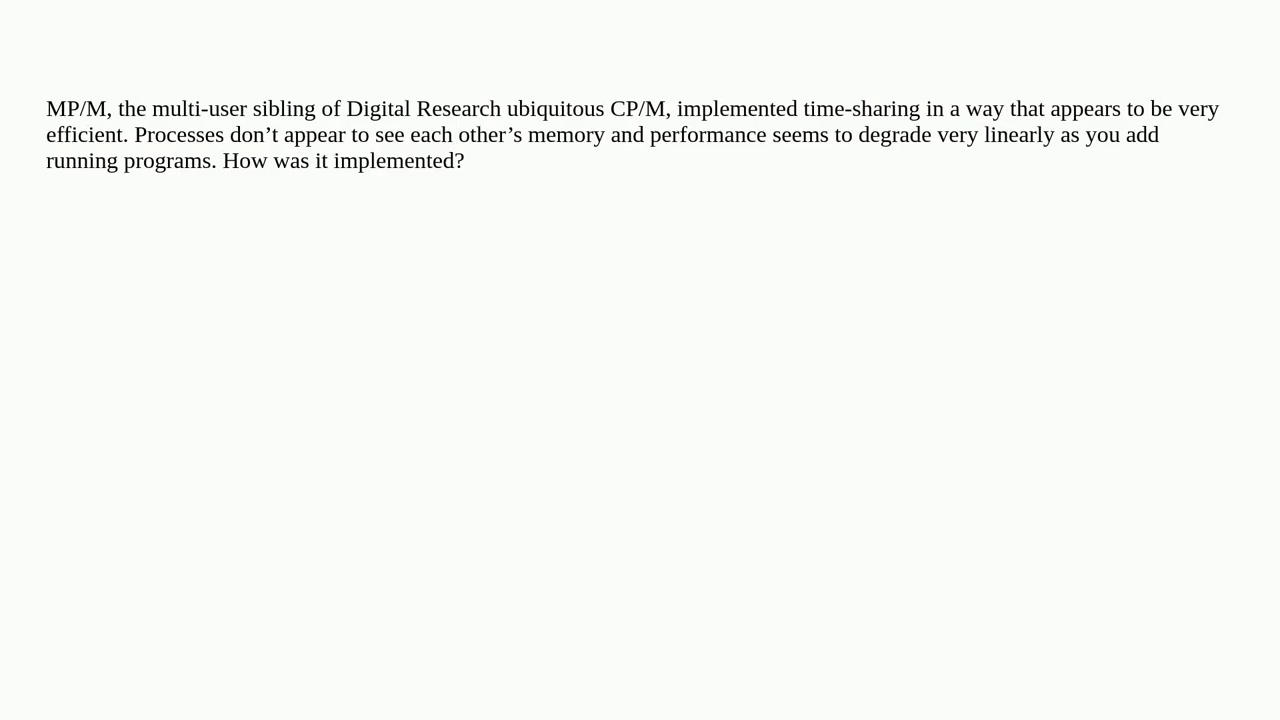 MP/M, the multi-user sibling of Digital Research ubiquitous CP/M, implemented time-sharing in a way that appears to be very
efficient. Processes don’t appear to see each other’s memory and performance seems to degrade very linearly as you add
running programs. How was it implemented?